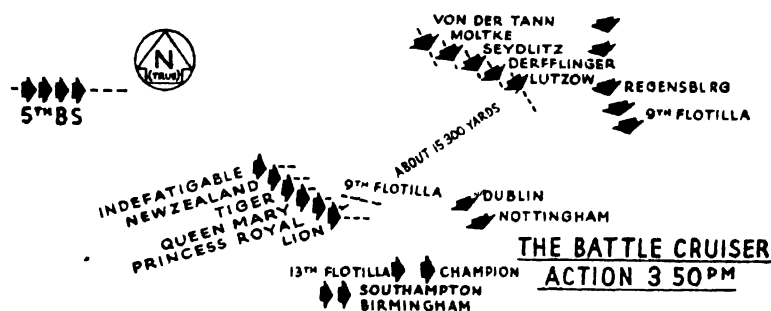 VON DER TANN
MOLTKE
SEYDLITZ
DERFFLINGER
LUTZOW
REGENSBURG
9TH FLOTILLA
N
(TRUE)
5TH BS
ABOUT 15 300 YARDS
INDEFATIGABLE
NEWZEALAND
TIGER
QUEEN MARY
PRINCESS ROYAL
LION
9TH FLOTILLA
DUBLIN
NOTTINGHAM
13TH FLOTILLA
CHAMPION
SOUTHAMPTON
BIRMINGHAM
THE BATTLE CRUISER
ACTION 3 50PM